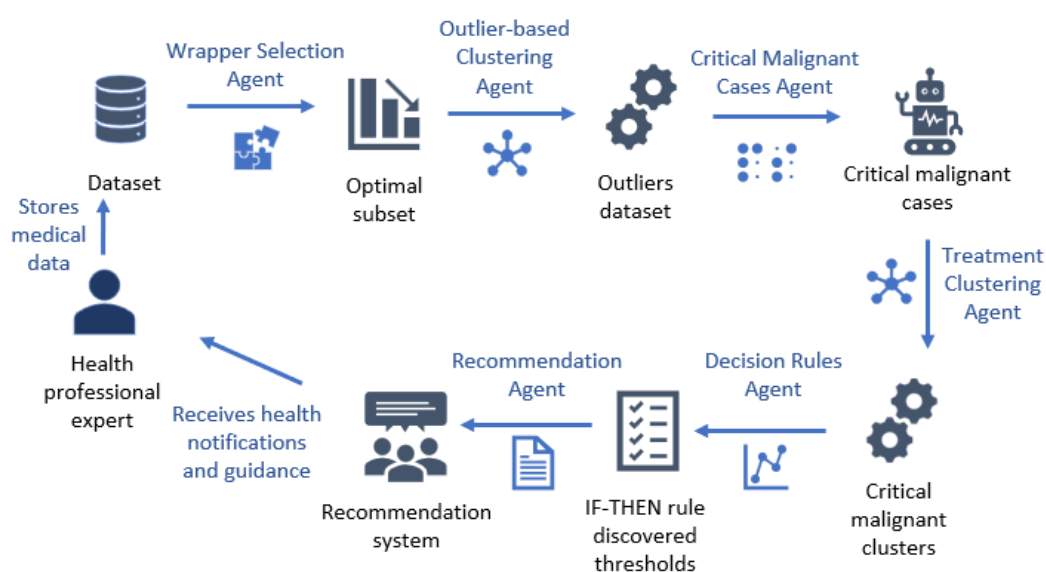 Wrapper Selection
Agent
Outlier-based
Clustering
Agent
Critical Malignant
Cases Agent
Dataset
Optimal
subset
Outliers
dataset
Critical malignant
cases
Stores
medical
data
Treatment
Clustering
Agent
Health
professional
expert
Receives health
notifications
and guidance
Recommendation
Agent
Decision Rules
Agent
Recommendation
system
IF-THEN rule
discovered
thresholds
Critical
malignant
clusters